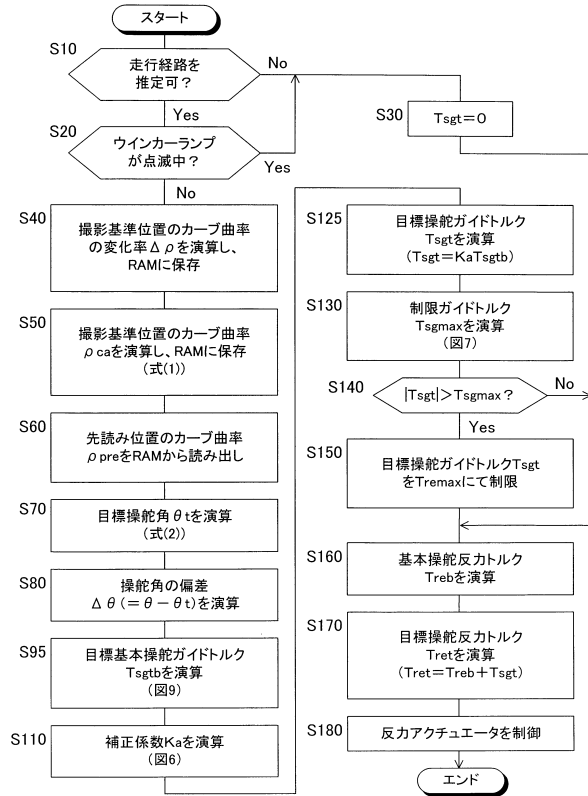 スタート
S10
走行経路を
推定可?
No
Yes
S20
ウインカーランプ
が点滅中?
Yes
No
S30
Tsgt=0
S40
撮影基準位置のカーブ曲率
の変化率Δρを演算し、
RAMに保存
S50
撮影基準位置のカーブ曲率
ρcaを演算し、RAMに保存
(式(1))
S60
先読み位置のカーブ曲率
ρpreをRAMから読み出し
S70
目標操舵角θtを演算
(式(2))
S80
操舵角の偏差
Δθ(=θ-θt)を演算
S95
目標基本操舵ガイドトルク
Tsgtbを演算
(図9)
S110
補正係数Kaを演算
(図6)
S125
目標操舵ガイドトルク
Tsgtを演算
(Tsgt=KaTsgtb)
S130
制限ガイドトルク
Tsgmaxを演算
(図7)
S140
|Tsgt|>Tsgmax?
No
Yes
S150
目標操舵ガイドトルクTsgt
をTremaxにて制限
S160
基本操舵反力トルク
Trebを演算
S170
目標操舵反力トルク
Tretを演算
(Tret=Treb+Tsgt)
S180
反力アクチュエータを制御
エンド